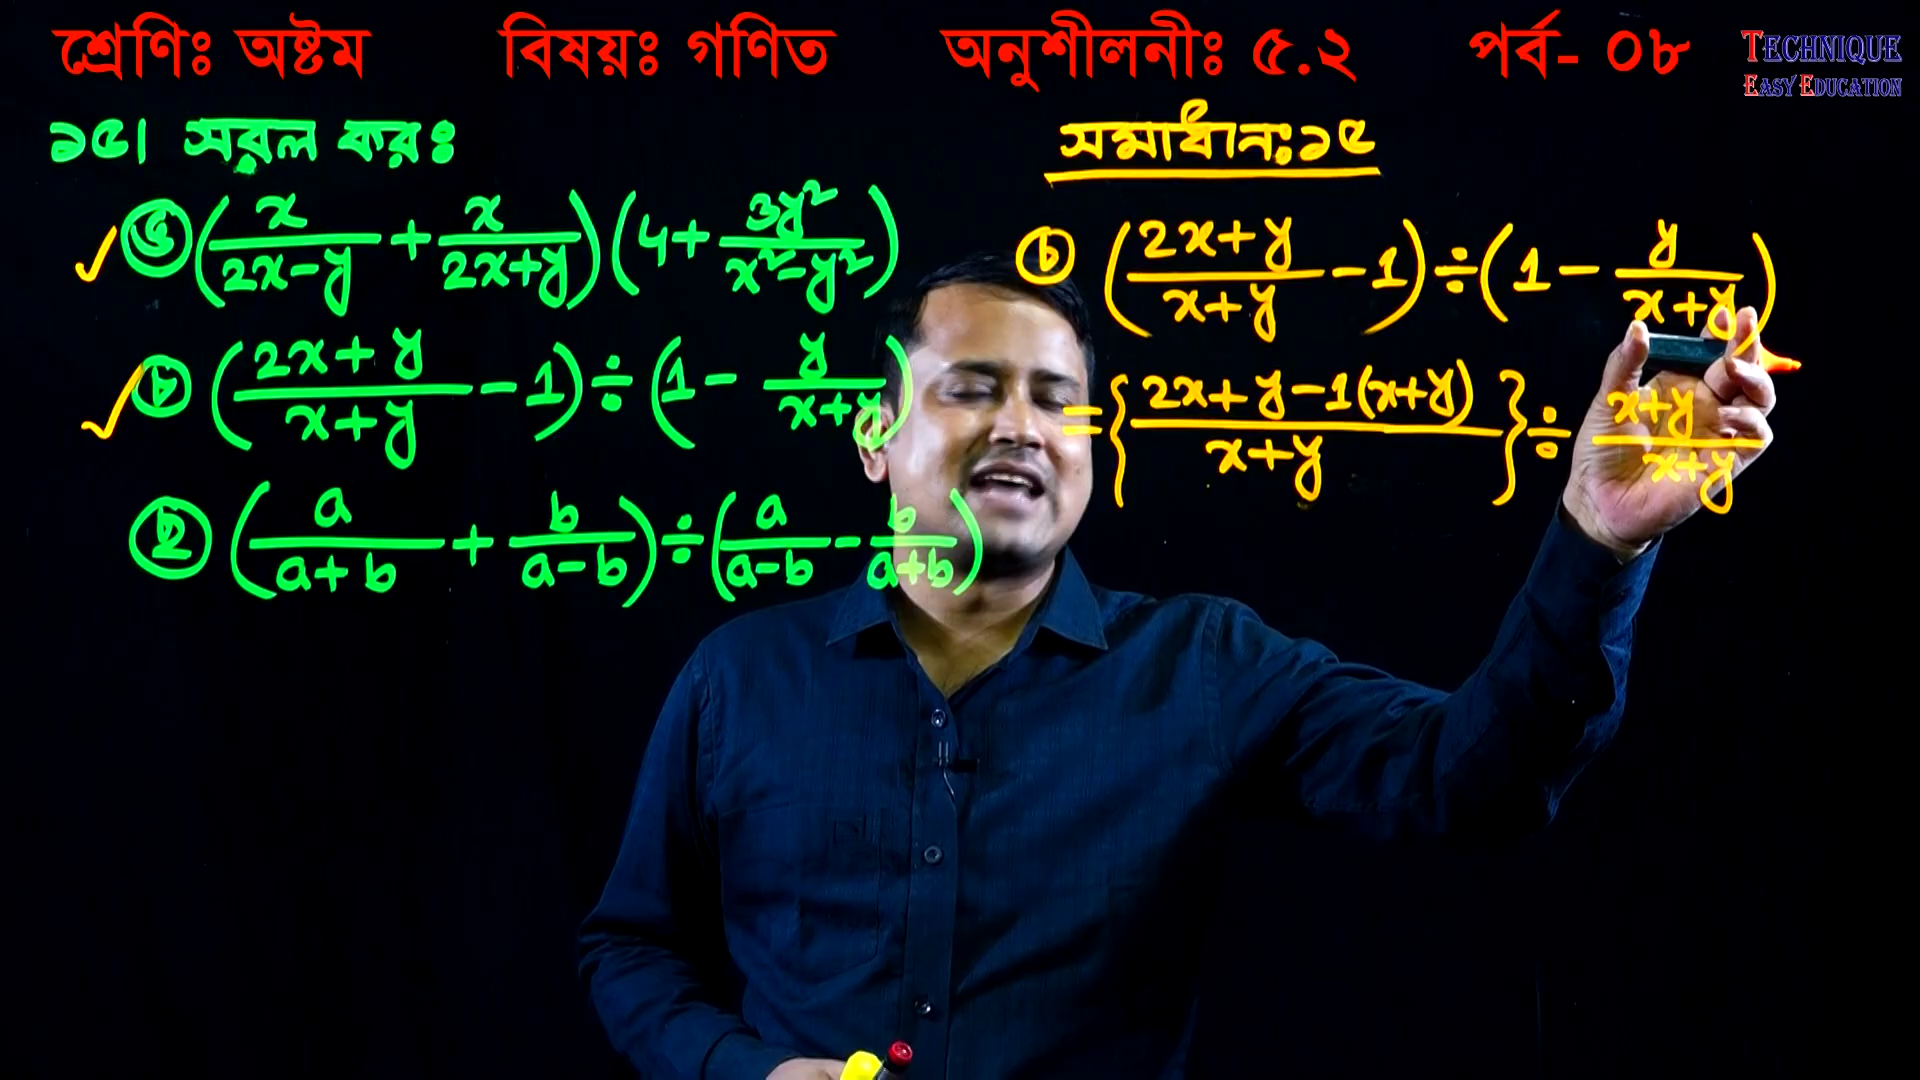 শ্রেণিঃ অষ্টম বিষয়ঃ গণিত অনুশীলনীঃ ৫.২ পর্ব- ০৮
TECHNIQUE
EASY EDUCATION
১৫। সরল কর:
ঙ (x/(2x-y) + x/(2x+y)) (4 + 3y²/(x²-y²))
চ ((2x+y)/(x+y) - 1) ÷ (1 - y/(x+y))
ছ (a/(a+b) + b/(a-b)) ÷ (a/(a-b) - b/(a+b))
সমাধান:১৫
চ ((2x+y)/(x+y) - 1) ÷ (1 - y/(x+y))
= {(2x+y-1(x+y))/(x+y)} ÷ (x+y)/(x+y)